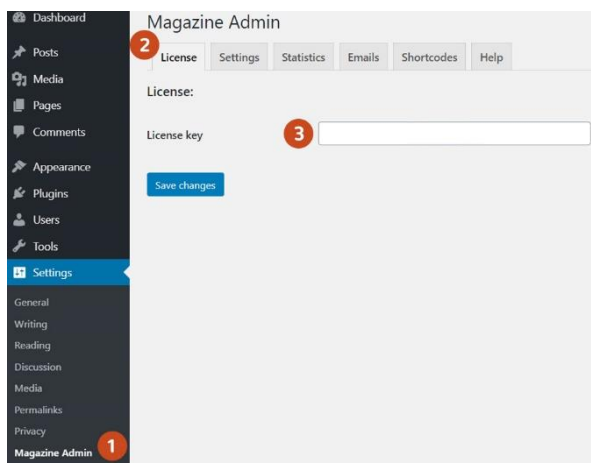 Dashboard
Posts
Media
Pages
Comments
Appearance
Plugins
Users
Tools
Settings
General
Writing
Reading
Discussion
Media
Permalinks
Privacy
Magazine Admin
1
Magazine Admin
2
License Settings Statistics Emails Shortcodes Help
License:
License key
3
Save changes